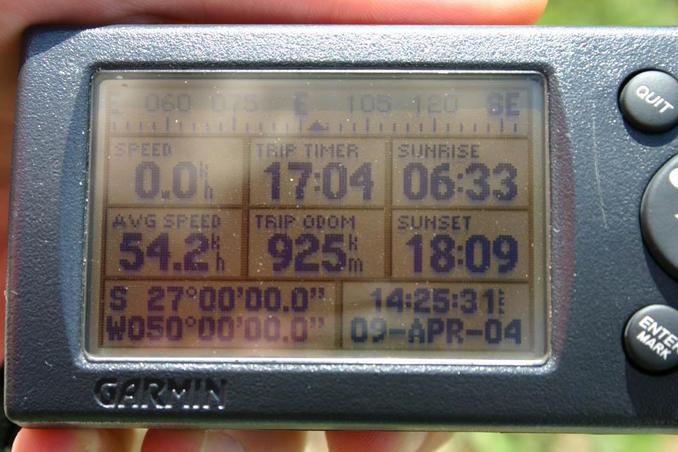 E 060 075 E 105 120 SE
QUIT
SPEED TRIP TIMER SUNRISE
0.0 k/h 17:04 06:33
AVG SPEED TRIP ODOM SUNSET
54.2 k/h 925 km 18:09
S 27°00'00.0" 14:25:31
W050°00'00.0" 09-APR-04
ENTER
MARK
GARMIN